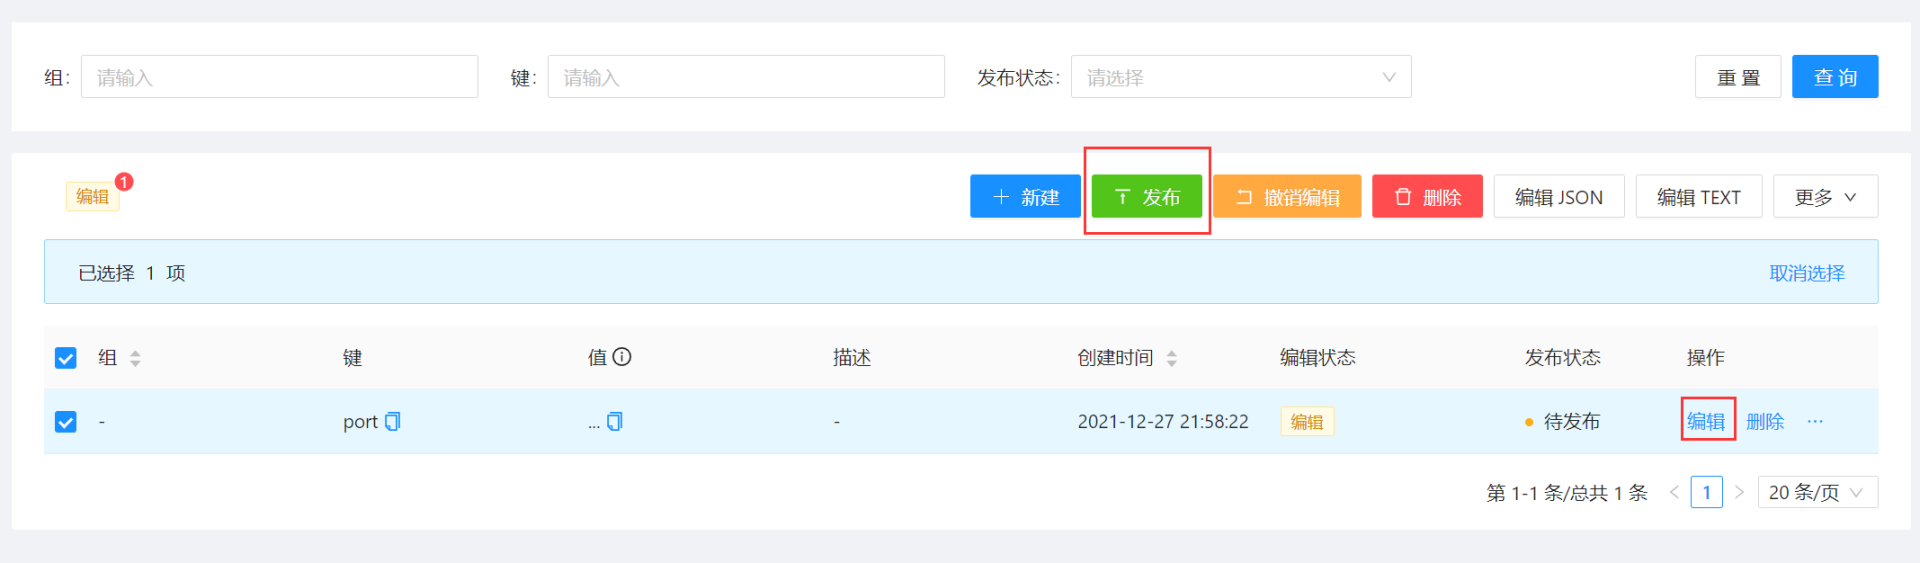 组: 请输入 键: 请输入 发布状态: 请选择 重置 查询
编辑 1 新建 发布 撤销编辑 删除 编辑 JSON 编辑 TEXT 更多
已选择 1 项 取消选择
组 键 值 描述 创建时间 编辑状态 发布状态 操作
- port ... - 2021-12-27 21:58:22 编辑 待发布 编辑 删除 ...
第 1-1 条/总共 1 条 < 1 > 20 条/页